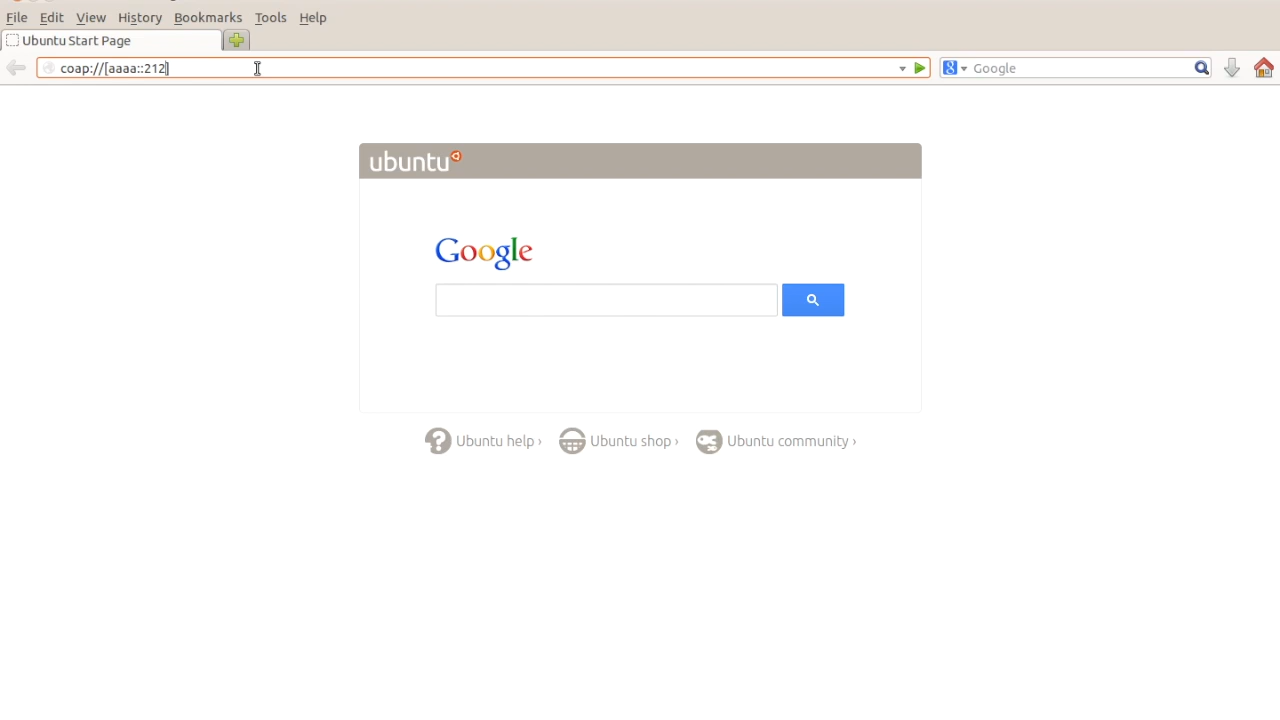 File Edit View History Bookmarks Tools Help
Ubuntu Start Page
coap://[aaaa::212
Google
ubuntu
Google
Ubuntu help ›
Ubuntu shop ›
Ubuntu community ›